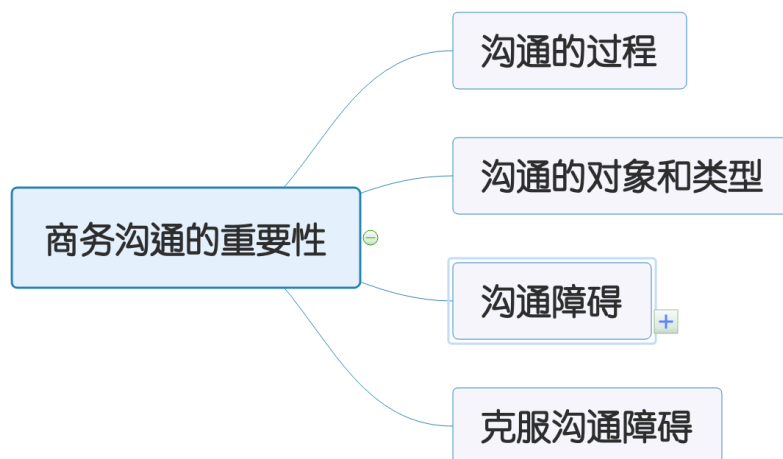 沟通的过程
沟通的对象和类型
商务沟通的重要性
沟通障碍
克服沟通障碍